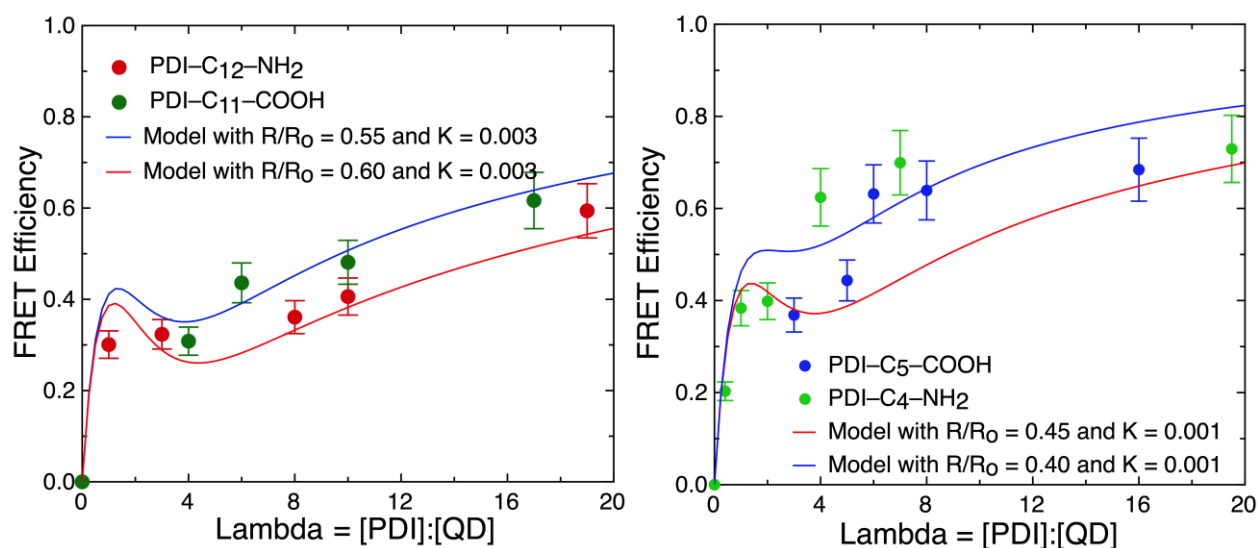 1.0
0.8
0.6
0.4
0.2
0.0
FRET Efficiency
PDI–C12–NH2
PDI–C11–COOH
Model with R/Ro = 0.55 and K = 0.003
Model with R/Ro = 0.60 and K = 0.003
0 4 8 12 16 20
Lambda = [PDI]:[QD]
1.0
0.8
0.6
0.4
0.2
0.0
FRET Efficiency
PDI–C5–COOH
PDI–C4–NH2
Model with R/Ro = 0.45 and K = 0.001
Model with R/Ro = 0.40 and K = 0.001
0 4 8 12 16 20
Lambda = [PDI]:[QD]